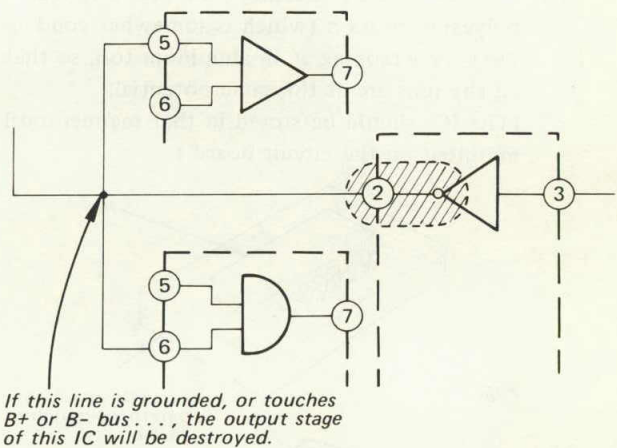 5
7
6
2
3
5
7
6
If this line is grounded, or touches
B+ or B- bus . . . , the output stage
of this IC will be destroyed.